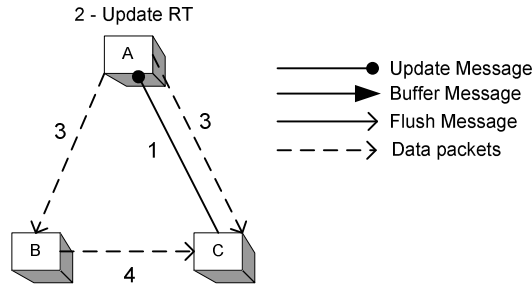 2 - Update RT
A
Update Message
Buffer Message
3
3
Flush Message
1
Data packets
B
C
4